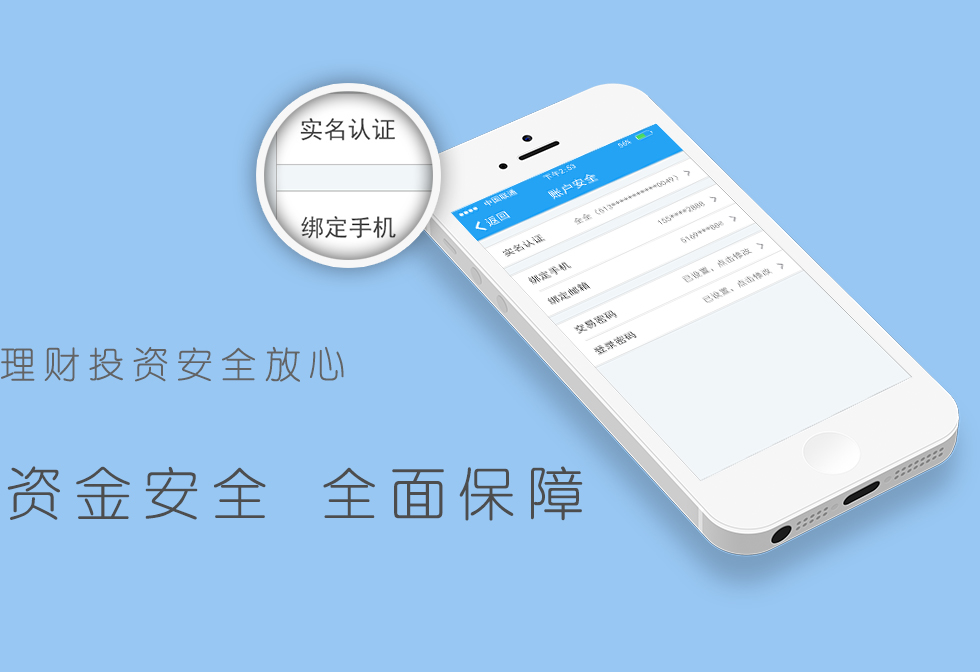 实名认证
绑定手机
中国联通 下午2:53 56%
返回 账户安全
实名认证
绑定手机 155****2888
绑定邮箱
交易密码 已设置，点击修改
登录密码 已设置，点击修改
理财投资安全放心
资金安全 全面保障